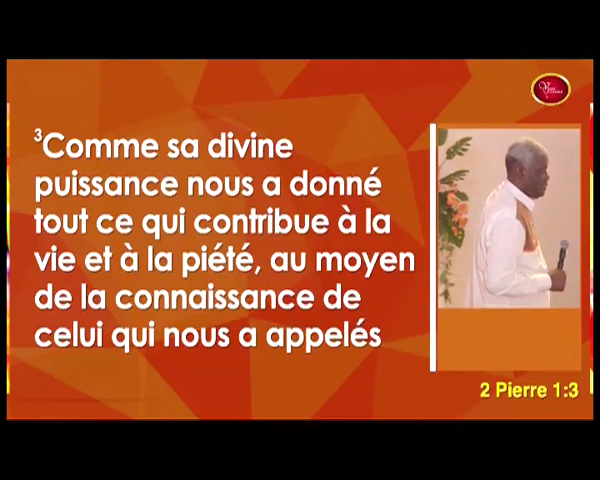 ³Comme sa divine
puissance nous a donné
tout ce qui contribue à la
vie et à la piété, au moyen
de la connaissance de
celui qui nous a appelés
2 Pierre 1:3